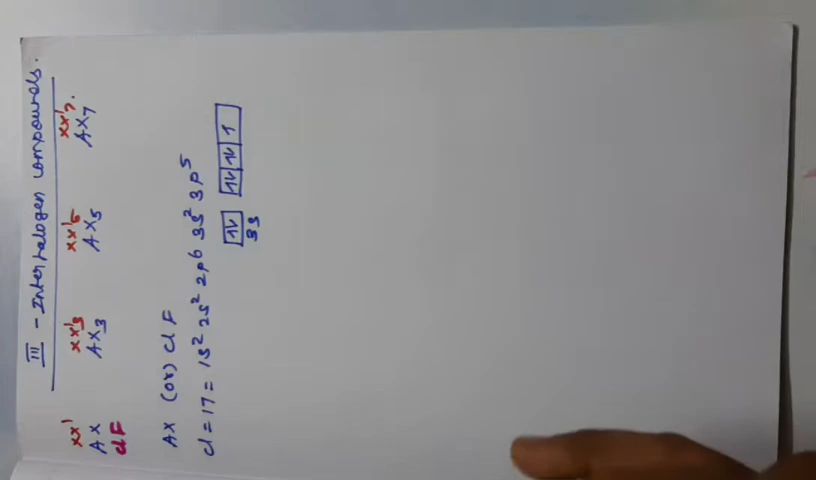 III - Interhalogen compounds.
xx' xx'3 xx'5 xx'7.
AX AX3 AX5 AX7
ClF
AX (or) ClF
Cl = 17 = 1s² 2s² 2p⁶ 3s² 3p⁵
⥮ ⥮ ⥮ 1
3s